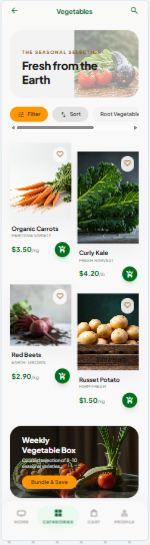 Vegetables
THE SEASONAL SELECTION
Fresh from the
Earth
Filter
Sort
Root Vegetable
Organic Carrots
$3.50/kg
Curly Kale
FRESH HARVEST
$4.20
Red Beets
EARTH GROWN
$2.90/kg
Russet Potato
$1.50/kg
Weekly
Vegetable Box
Bundle & Save
HOME
CATEGORIES
CART
PROFILE